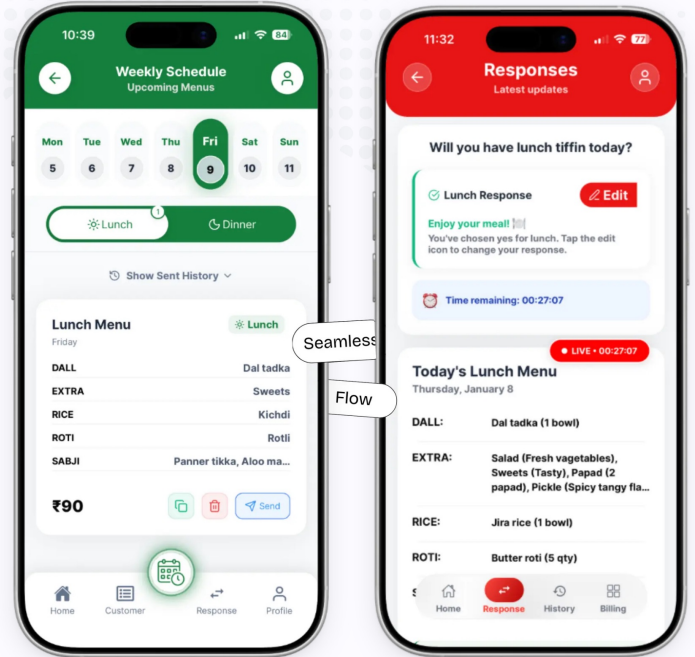 10:39
84
Weekly Schedule
Upcoming Menus
Mon Tue Wed Thu Fri Sat Sun
5 6 7 8 9 10 11
Lunch
1
Dinner
Show Sent History
Lunch Menu
Lunch
Friday
DALL Dal tadka
EXTRA Sweets
RICE Kichdi
ROTI Rotli
SABJI Panner tikka, Aloo ma...
₹90
Send
Home Customer Response Profile
Seamless
Flow
11:32
77
Responses
Latest updates
Will you have lunch tiffin today?
Lunch Response
Edit
Enjoy your meal!
You've chosen yes for lunch. Tap the edit
icon to change your response.
Time remaining: 00:27:07
LIVE • 00:27:07
Today's Lunch Menu
Thursday, January 8
DALL: Dal tadka (1 bowl)
EXTRA: Salad (Fresh vagetables),
Sweets (Tasty), Papad (2
papad), Pickle (Spicy tangy fla...
RICE: Jira rice (1 bowl)
ROTI: Butter roti (5 qty)
Home Response History Billing